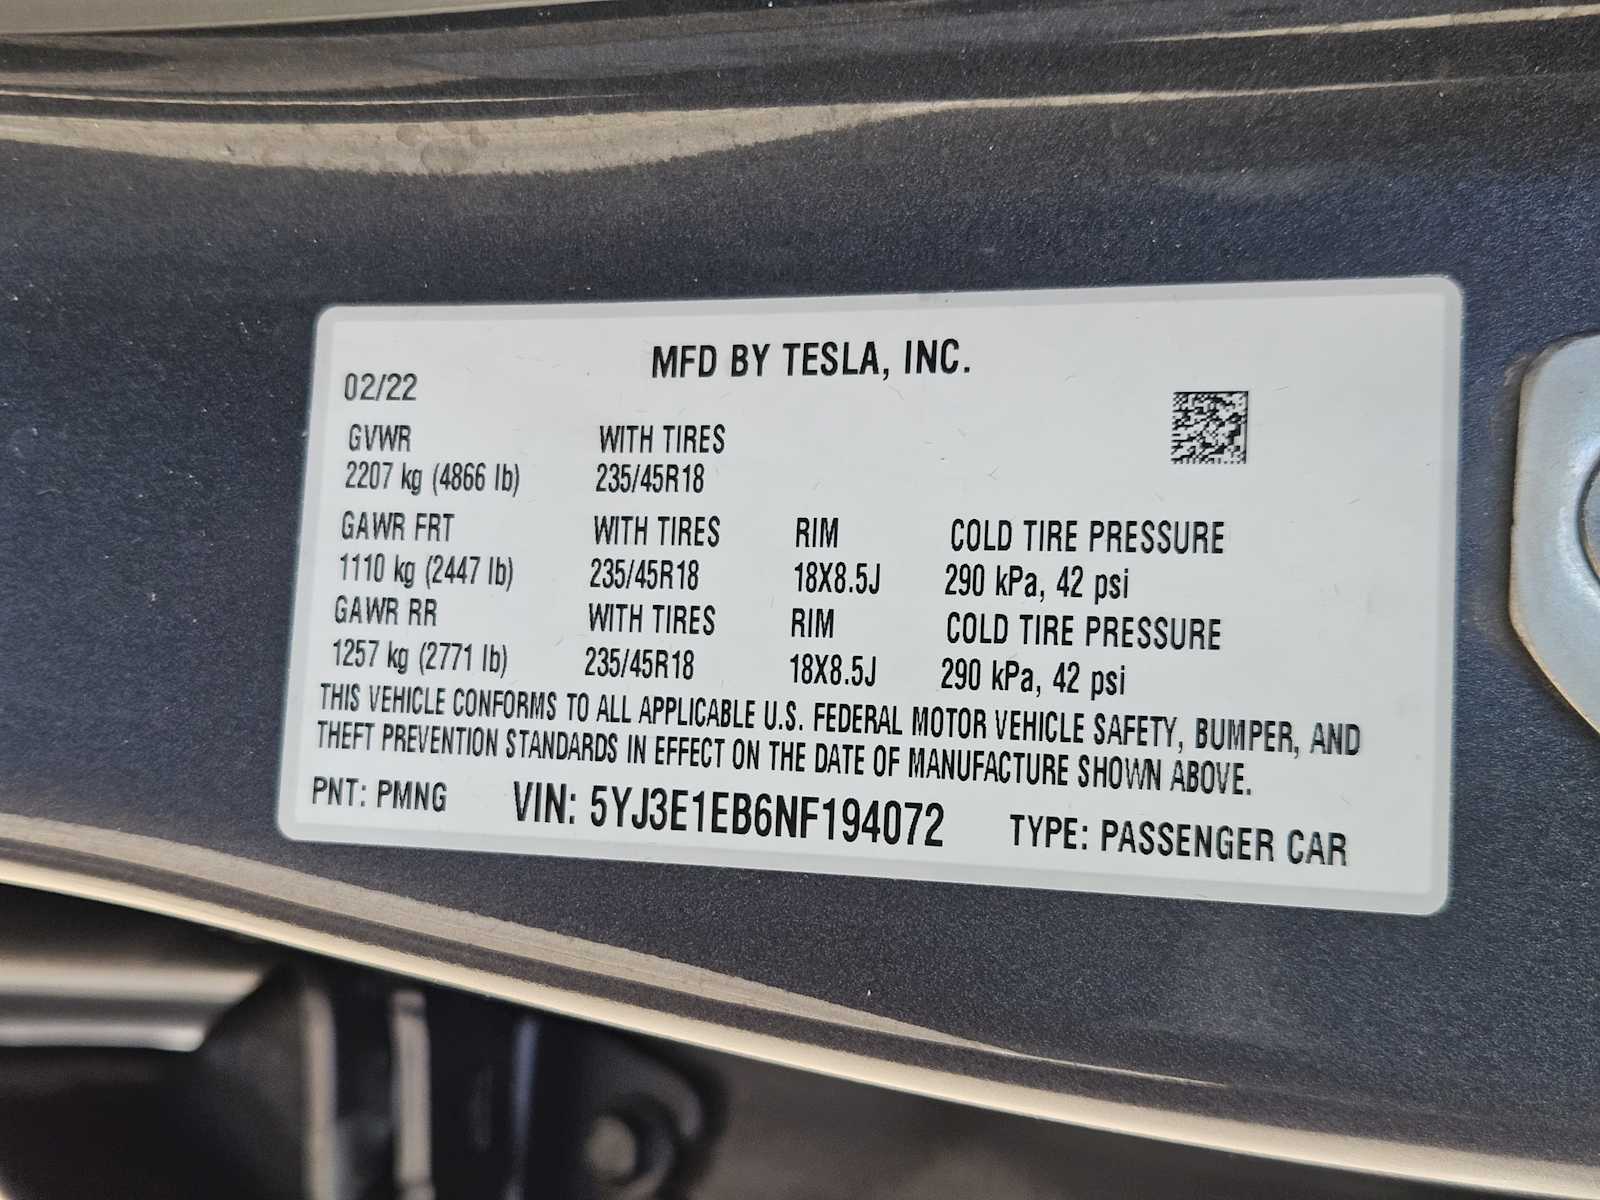 MFD BY TESLA, INC.
02/22
GVWR WITH TIRES
2207 kg (4866 lb) 235/45R18
GAWR FRT WITH TIRES RIM COLD TIRE PRESSURE
1110 kg (2447 lb) 235/45R18 18X8.5J 290 kPa, 42 psi
GAWR RR WITH TIRES RIM COLD TIRE PRESSURE
1257 kg (2771 lb) 235/45R18 18X8.5J 290 kPa, 42 psi
THIS VEHICLE CONFORMS TO ALL APPLICABLE U.S. FEDERAL MOTOR VEHICLE SAFETY, BUMPER, AND
THEFT PREVENTION STANDARDS IN EFFECT ON THE DATE OF MANUFACTURE SHOWN ABOVE.
PNT: PMNG VIN: 5YJ3E1EB6NF194072 TYPE: PASSENGER CAR